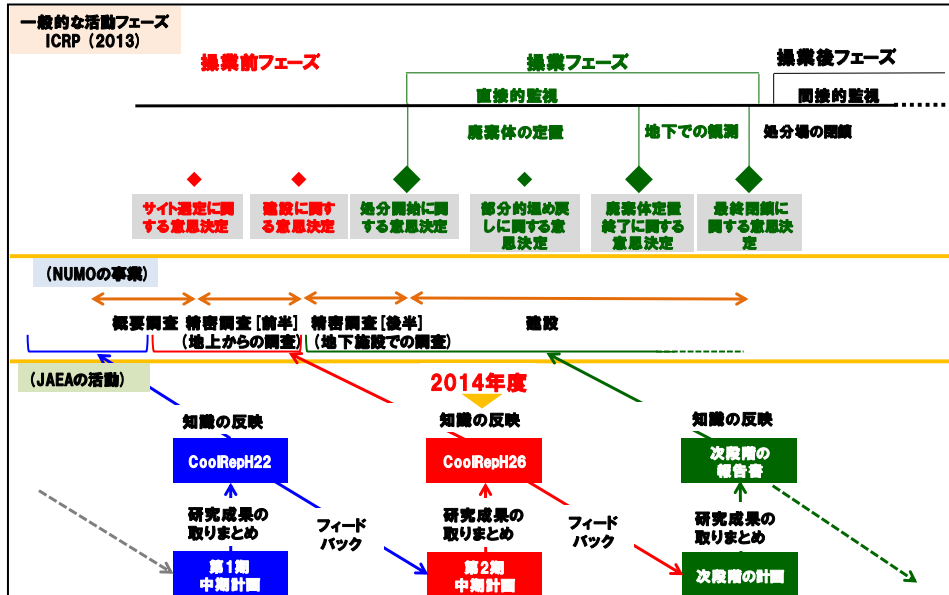 一般的な活動フェーズ
ICRP（2013）
操業前フェーズ
操業フェーズ
操業後フェーズ
直接的監視
間接的監視
廃棄体の定置
地下での観測
処分場の閉鎖
サイト選定に関
する意思決定
建設に関す
る意思決定
処分開始に関
する意思決定
部分的埋め戻
しに関する意
思決定
廃棄体定置
終了に関する
意思決定
最終閉鎖に
関する意思決
定
（NUMOの事業）
概要調査
精密調査［前半］
（地上からの調査）
精密調査［後半］
（地下施設での調査）
建設
（JAEAの活動）
2014年度
知識の反映
知識の反映
知識の反映
CoolRepH22
CoolRepH26
次段階の
報告書
研究成果の
取りまとめ
フィード
バック
研究成果の
取りまとめ
フィード
バック
研究成果の
取りまとめ
第1期
中期計画
第2期
中期計画
次段階の計画